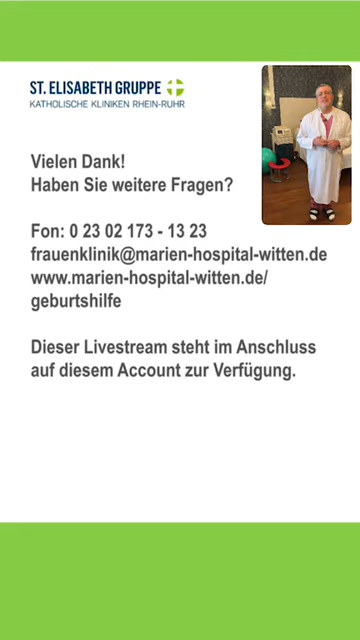 ST. ELISABETH GRUPPE
KATHOLISCHE KLINIKEN RHEIN-RUHR
Vielen Dank!
Haben Sie weitere Fragen?
Fon: 0 23 02 173 - 13 23
frauenklinik@marien-hospital-witten.de
www.marien-hospital-witten.de/
geburtshilfe
Dieser Livestream steht im Anschluss
auf diesem Account zur Verfügung.